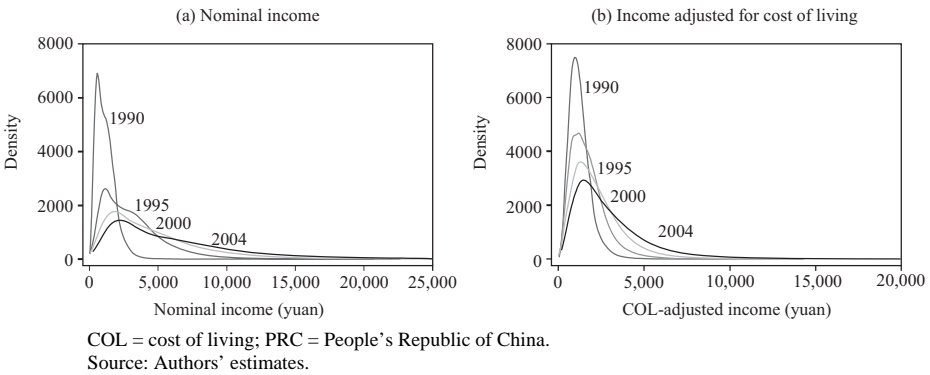 (a) Nominal income
8000
6000
4000
2000
0
Density
1990
1995
2000
2004
0 5,000 10,000 15,000 20,000 25,000
Nominal income (yuan)
(b) Income adjusted for cost of living
8000
6000
4000
2000
0
Density
1990
1995
2000
2004
0 5,000 10,000 15,000 20,000
COL-adjusted income (yuan)
COL = cost of living; PRC = People's Republic of China.
Source: Authors' estimates.